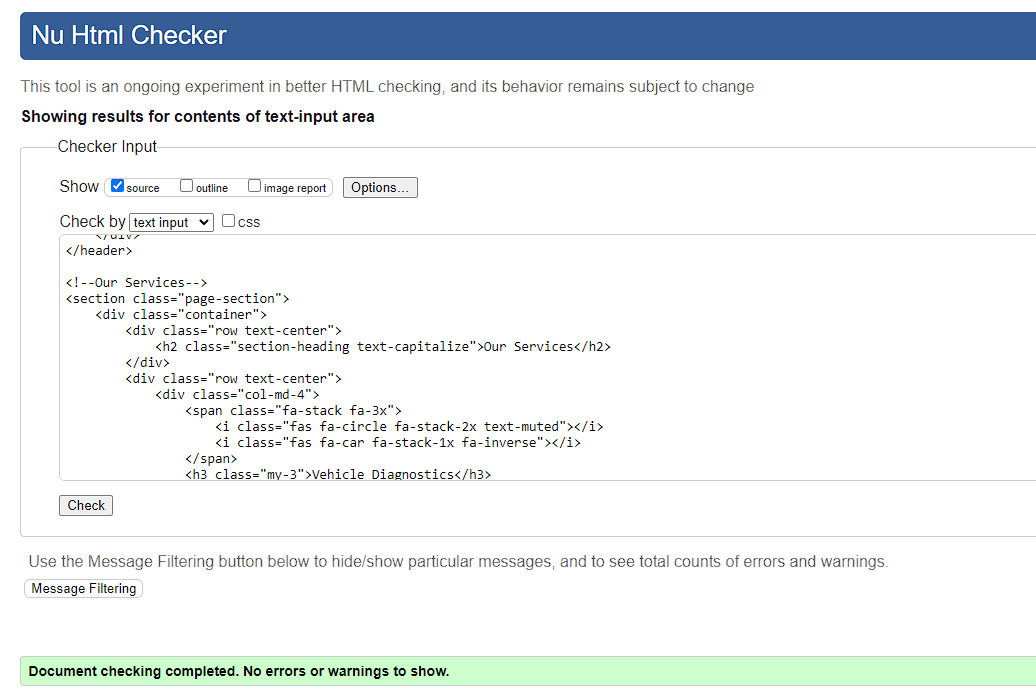 Nu Html Checker
This tool is an ongoing experiment in better HTML checking, and its behavior remains subject to change
Showing results for contents of text-input area
Checker Input
Show source outline image report Options...
Check by text input css
</div>
</header>
<!--Our Services-->
<section class="page-section">
<div class="container">
<div class="row text-center">
<h2 class="section-heading text-capitalize">Our Services</h2>
</div>
<div class="row text-center">
<div class="col-md-4">
<span class="fa-stack fa-3x">
<i class="fas fa-circle fa-stack-2x text-muted"></i>
<i class="fas fa-car fa-stack-1x fa-inverse"></i>
</span>
<h3 class="my-3">Vehicle Diagnostics</h3>
Check
Use the Message Filtering button below to hide/show particular messages, and to see total counts of errors and warnings.
Message Filtering
Document checking completed. No errors or warnings to show.